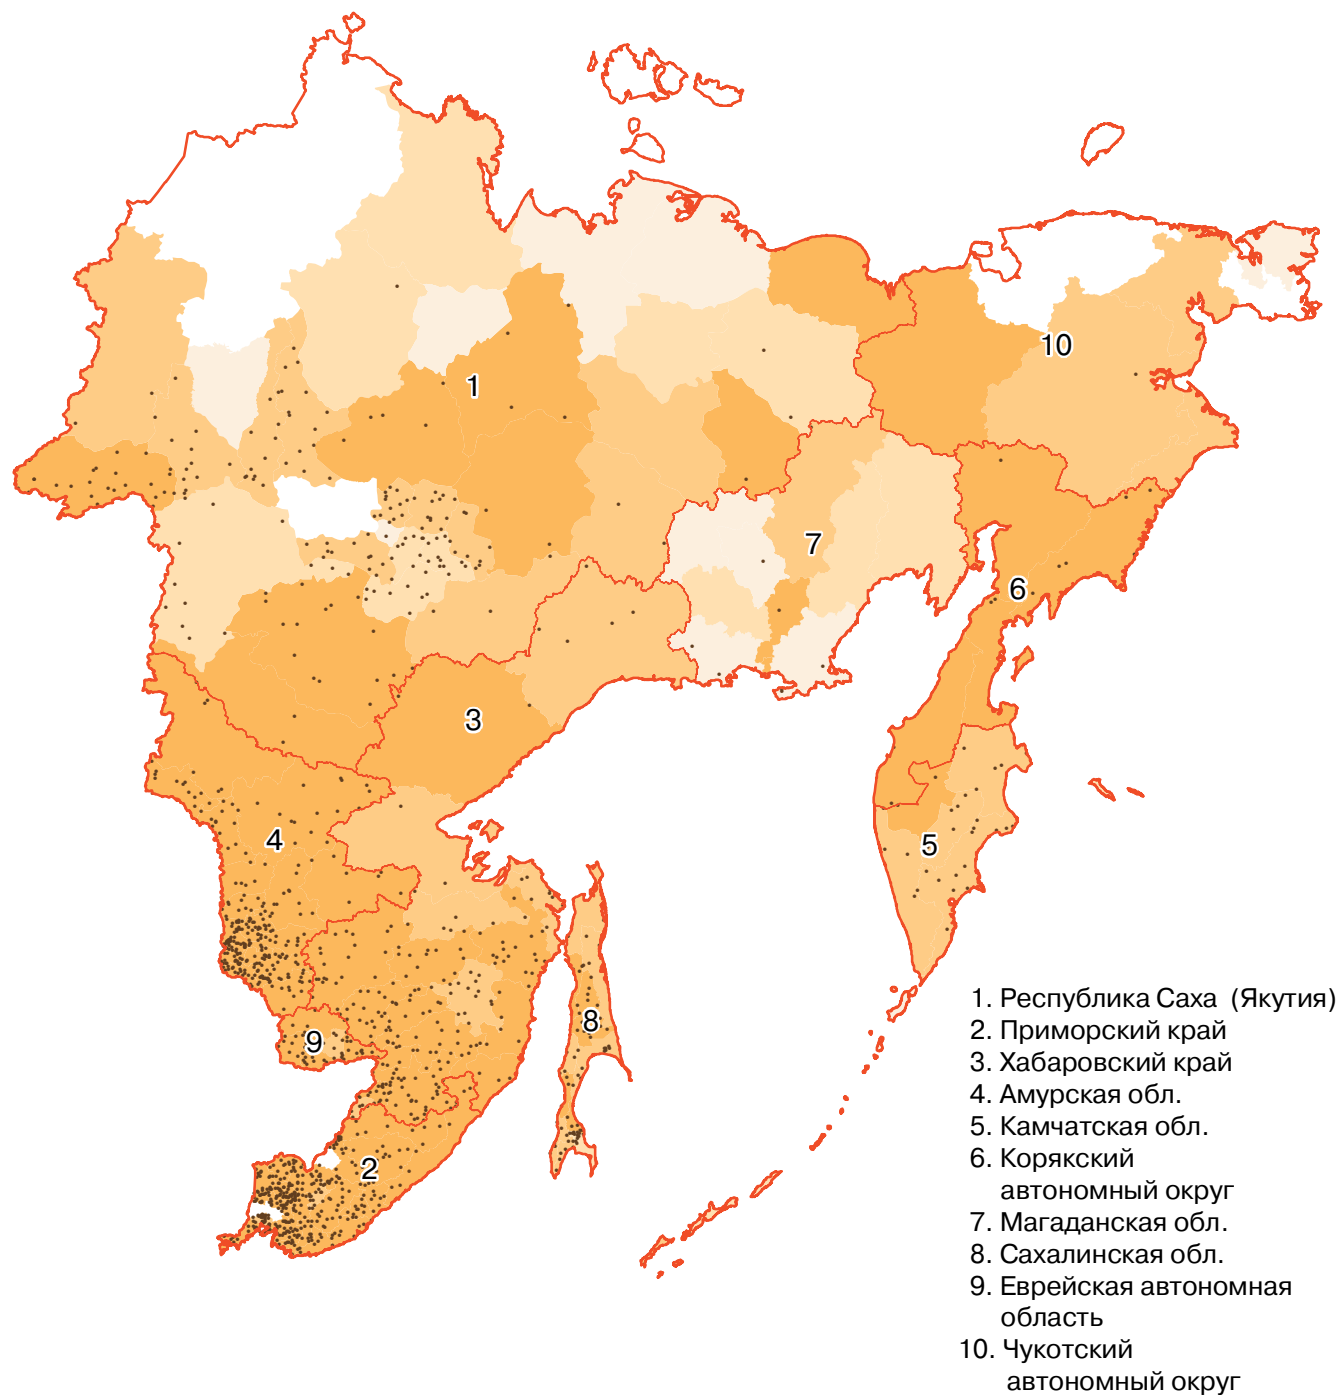 1
10
7
6
3
4
5
8
9
2
1. Республика Саха (Якутия)
2. Приморский край
3. Хабаровский край
4. Амурская обл.
5. Камчатская обл.
6. Корякский
автономный округ
7. Магаданская обл.
8. Сахалинская обл.
9. Еврейская автономная
область
10. Чукотский
автономный округ